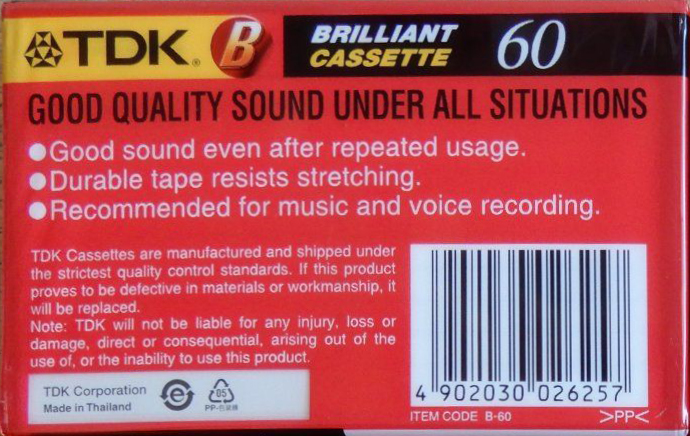 TDK. B BRILLIANT CASSETTE 60
GOOD QUALITY SOUND UNDER ALL SITUATIONS
●Good sound even after repeated usage.
●Durable tape resists stretching.
●Recommended for music and voice recording.
TDK Cassettes are manufactured and shipped under
the strictest quality control standards. If this product
proves to be defective in materials or workmanship, it
will be replaced.
Note: TDK will not be liable for any injury, loss or
damage, direct or consequential, arising out of the
use of, or the inability to use this product.
TDK Corporation
Made in Thailand
05
PP
4 902030 026257
ITEM CODE B-60
>PP<